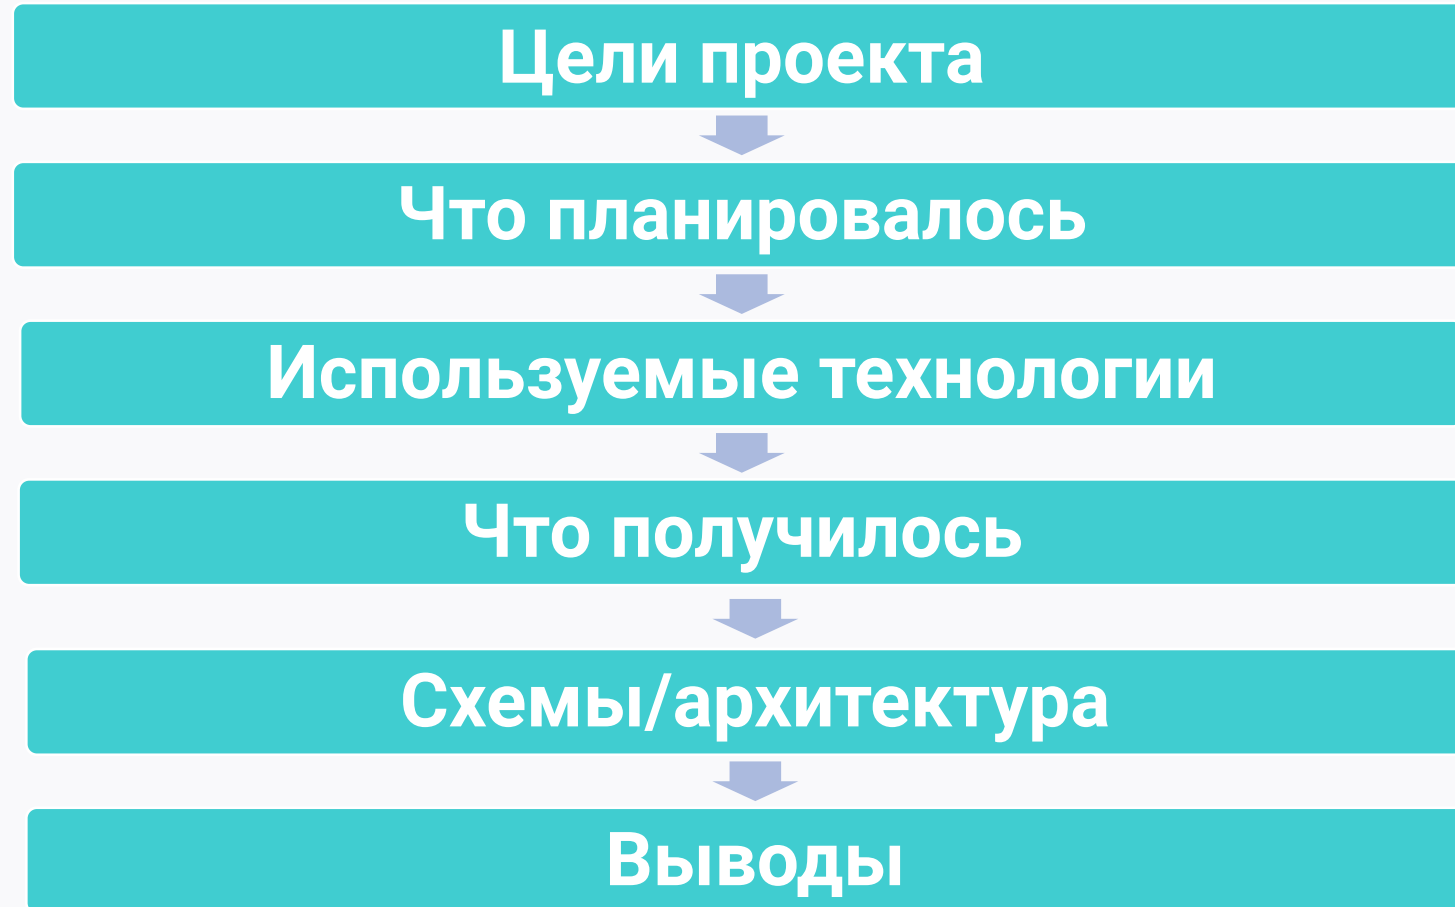 Цели проекта
Что планировалось
Используемые технологии
Что получилось
Схемы/архитектура
Выводы